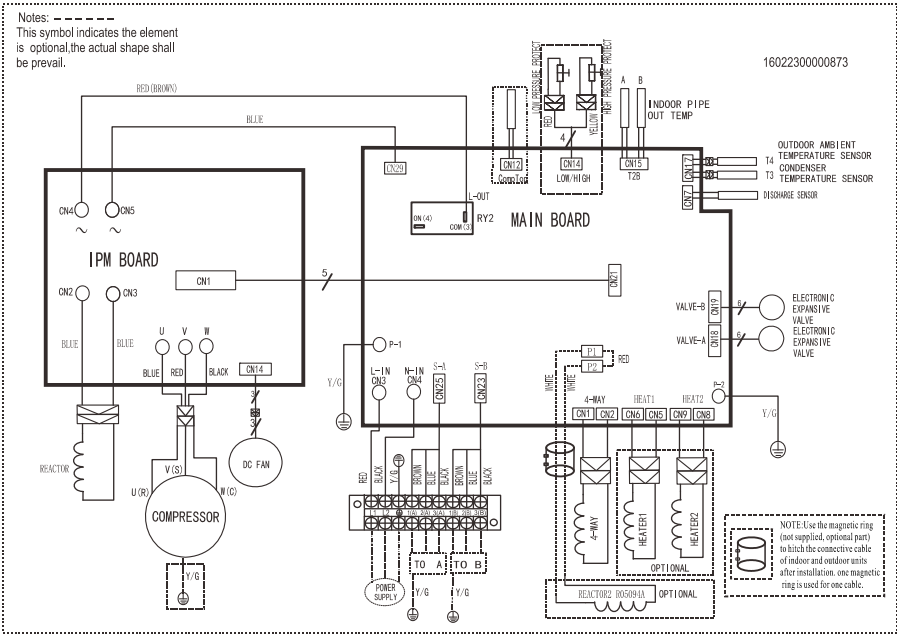 Notes:
This symbol indicates the element
is optional,the actual shape shall
be prevail.
16022300000873
RED(BROWN)
BLUE
LOW PRESSURE PROTECT
HIGH PRESSURE PROTECT
RED
YELLOW
4
A B
INDOOR PIPE
OUT TEMP
CN12
CompTop
CN14
LOW/HIGH
CN15
T2B
CN17
CN7
OUTDOOR AMBIENT
TEMPERATURE SENSOR
T4
CONDENSER
TEMPERATURE SENSOR
T3
DISCHARGE SENSOR
CN29
L-OUT
ON(4)
COM(3)
RY2
MAIN BOARD
CN4
CN5
IPM BOARD
CN2
CN3
CN1
5
CN21
BLUE
BLUE
U V W
BLUE
RED
BLACK
CN14
3
3
DC FAN
REACTOR
V(S)
U(R)
W(C)
COMPRESSOR
Y/G
P-1
Y/G
L-IN
CN3
N-IN
CN4
S-A
CN25
S-B
CN23
RED
BLACK
Y/G
BROWN
BLUE
BLACK
BROWN
BLUE
BLACK
L1 L2 1(A) 2(A) 3(A) 1(B) 2(B) 3(B)
TO A
TO B
POWER
SUPPLY
Y/G
Y/G
VALVE-B
CN19
6
ELECTRONIC
EXPANSIVE
VALVE
VALVE-A
CN18
6
ELECTRONIC
EXPANSIVE
VALVE
P1
P2
RED
WHITE
WHITE
P-2
Y/G
4-WAY
HEAT1
HEAT2
CN1 CN2 CN6 CN5 CN9 CN8
4-WAY
HEATER1
HEATER2
OPTIONAL
REACTOR2 RO5094A
OPTIONAL
NOTE:Use the magnetic ring
(not supplied, optional part)
to hitch the connective cable
of indoor and outdoor units
after installation. one magnetic
ring is used for one cable.